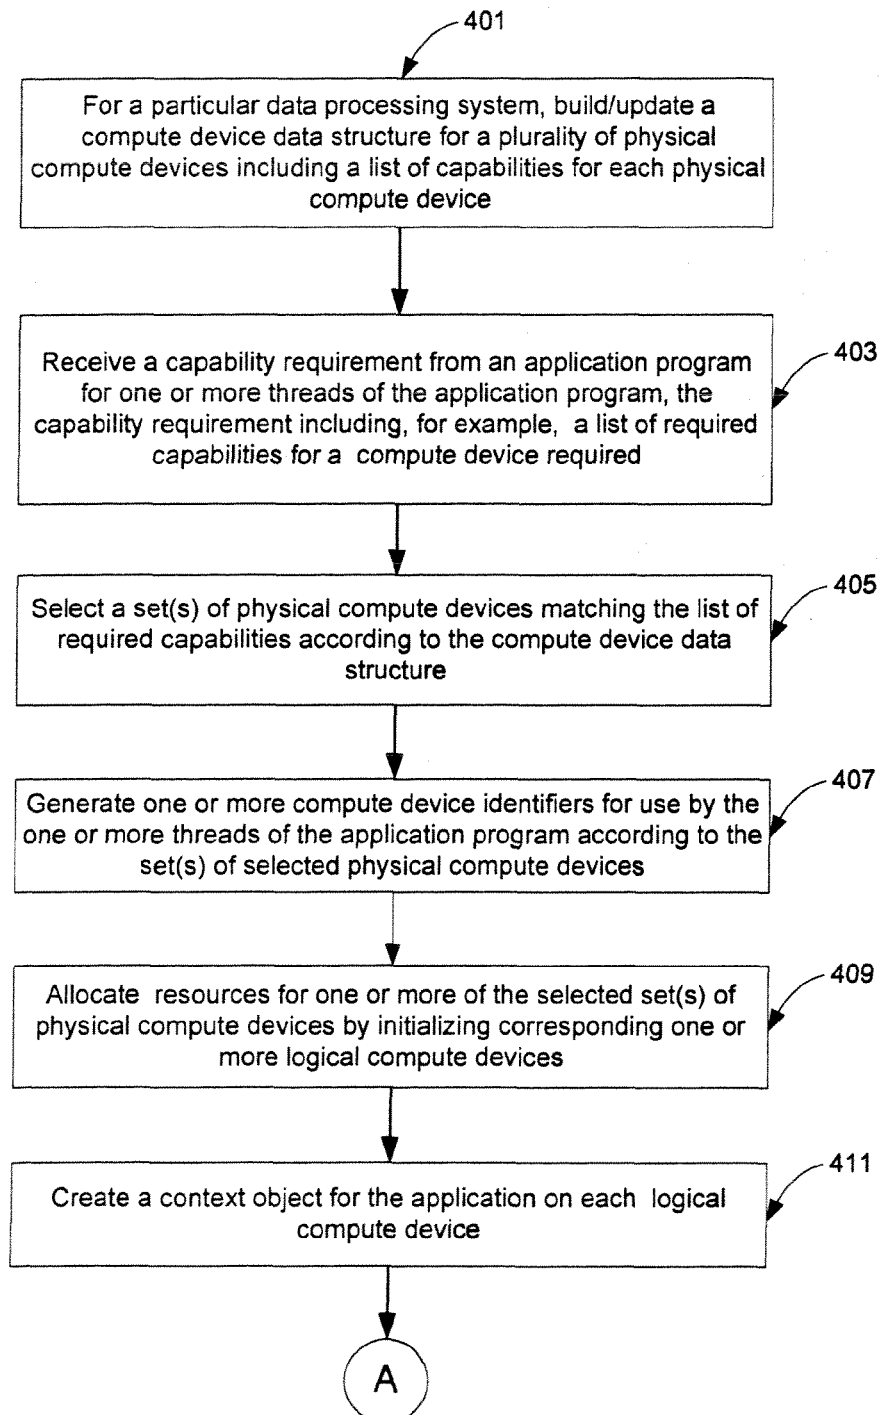 401
For a particular data processing system, build/update a
compute device data structure for a plurality of physical
compute devices including a list of capabilities for each physical
compute device
403
Receive a capability requirement from an application program
for one or more threads of the application program, the
capability requirement including, for example, a list of required
capabilities for a compute device required
405
Select a set(s) of physical compute devices matching the list of
required capabilities according to the compute device data
structure
407
Generate one or more compute device identifiers for use by the
one or more threads of the application program according to the
set(s) of selected physical compute devices
409
Allocate resources for one or more of the selected set(s) of
physical compute devices by initializing corresponding one or
more logical compute devices
411
Create a context object for the application on each logical
compute device
A